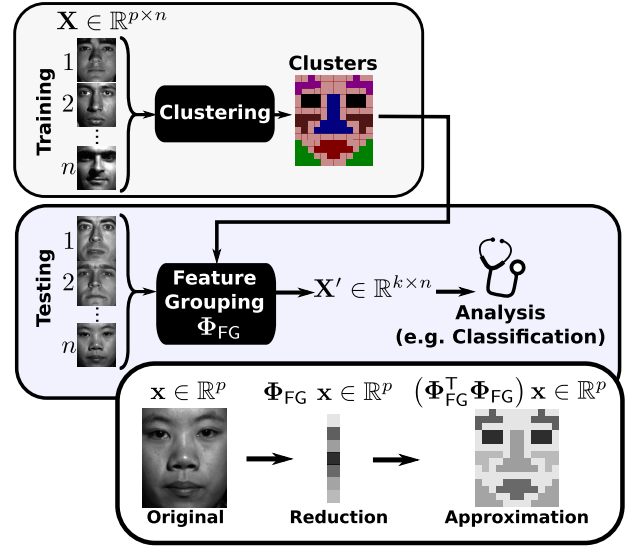 X ∈ ℝ^{p×n}
Training
1
2
⋮
n
Clustering
Clusters
Testing
1
2
⋮
n
Feature
Grouping
Φ_FG
X′ ∈ ℝ^{k×n}
Analysis
(e.g. Classification)
x ∈ ℝ^p
Φ_FG x ∈ ℝ^p
(Φ_FG^T Φ_FG) x ∈ ℝ^p
Original
Reduction
Approximation